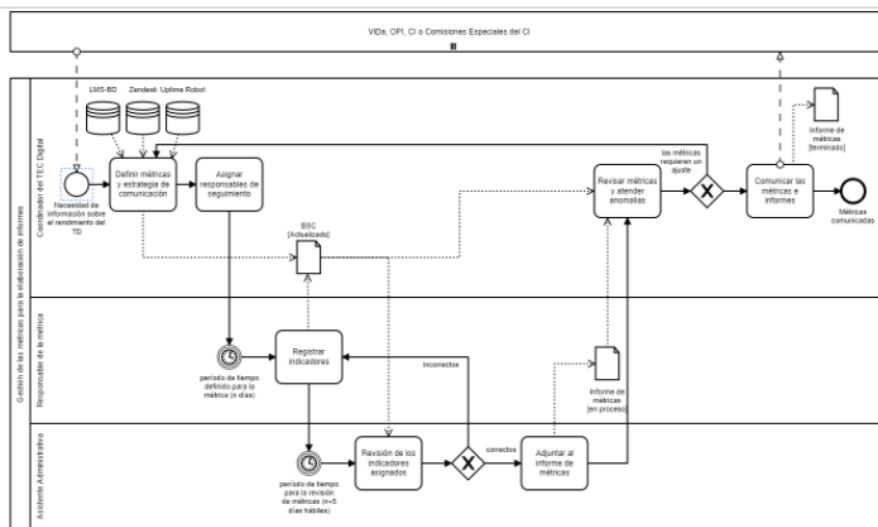 ViDa, OPI, CI o Comisiones Especiales del CI
Gestión de las métricas para la elaboración de informes
Coordinador del TEC Digital
LMS-BD
Zendesk
Uptime Robot
Necesidad de
información sobre
el rendimiento del
TD
Definir métricas
y estrategia de
comunicación
Asignar
responsables de
seguimiento
BSC
[Actualizado]
Revisar métricas
y atender
anomalías
las métricas
requieren un
ajuste
Comunicar las
métricas e
informes
Informe de
métricas
[terminado]
Métricas
comunicadas
Responsable de la métrica
período de tiempo
definido para la
métrica (n días)
Registrar
indicadores
incorrectos
Informe de
métricas
[en proceso]
Asistente Administrativa
período de tiempo
para la revisión
de métricas (n+5
días hábiles)
Revisión de los
indicadores
asignados
correctos
Adjuntar al
informe de
métricas